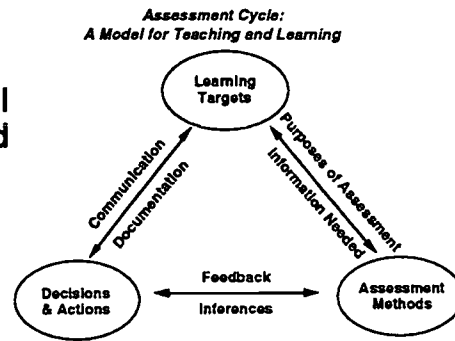 Assessment Cycle:
A Model for Teaching and Learning
l
d
Learning
Targets
Communication
Documentation
Purposes of Assessment
Information Needed
Decisions
& Actions
Feedback
Inferences
Assessment
Methods